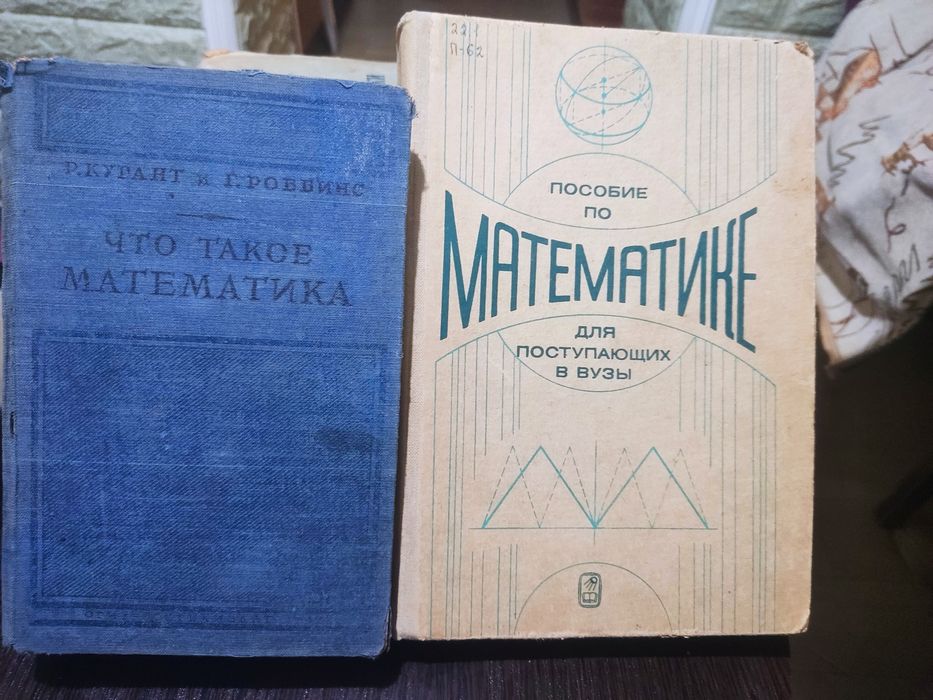 Р. КУРАНТ и Г. РОББИНС
ЧТО ТАКОЕ
МАТЕМАТИКА
22.1
П-62
ПОСОБИЕ
ПО
МАТЕМАТИКЕ
ДЛЯ
ПОСТУПАЮЩИХ
В ВУЗЫ